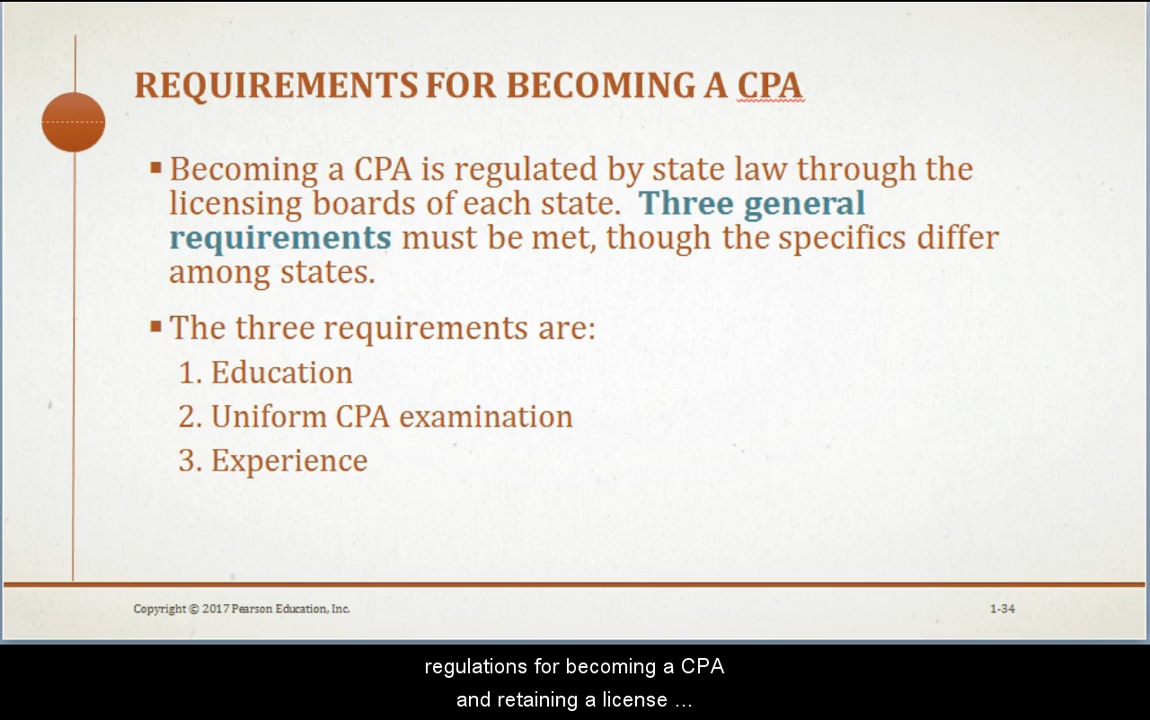 REQUIREMENTS FOR BECOMING A CPA
▪ Becoming a CPA is regulated by state law through the
licensing boards of each state. Three general
requirements must be met, though the specifics differ
among states.
▪ The three requirements are:
1. Education
2. Uniform CPA examination
3. Experience
Copyright © 2017 Pearson Education, Inc.
1-34
regulations for becoming a CPA
and retaining a license ...